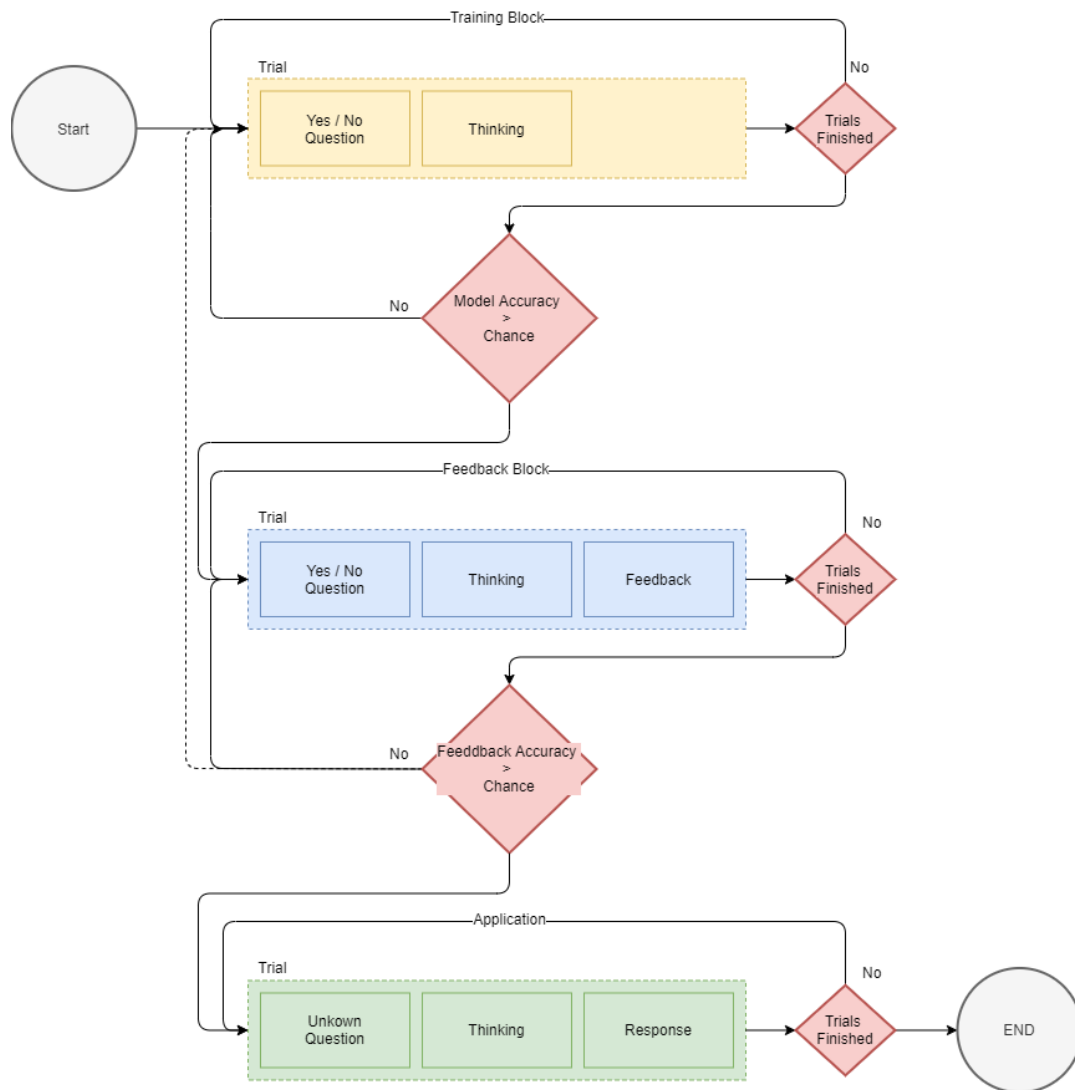 Training Block
No
Trial
Start
Yes / No
Question
Thinking
Trials
Finished
Model Accuracy
>
Chance
No
Feedback Block
No
Trial
Yes / No
Question
Thinking
Feedback
Trials
Finished
Feeddback Accuracy
>
Chance
No
Application
No
Trial
Unkown
Question
Thinking
Response
Trials
Finished
END